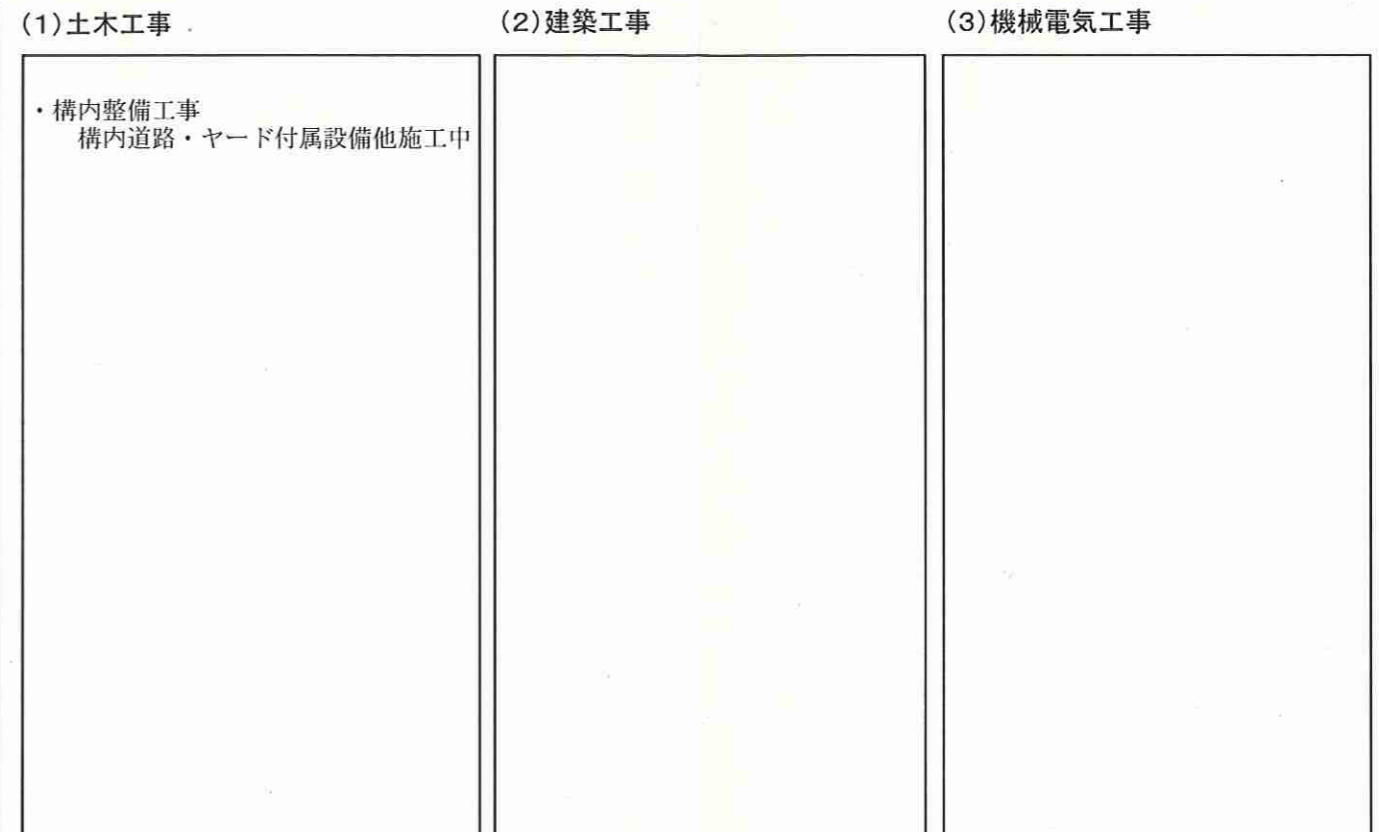 (1)土木工事
・構内整備工事
構内道路・ヤード付属設備他施工中
(2)建築工事
(3)機械電気工事